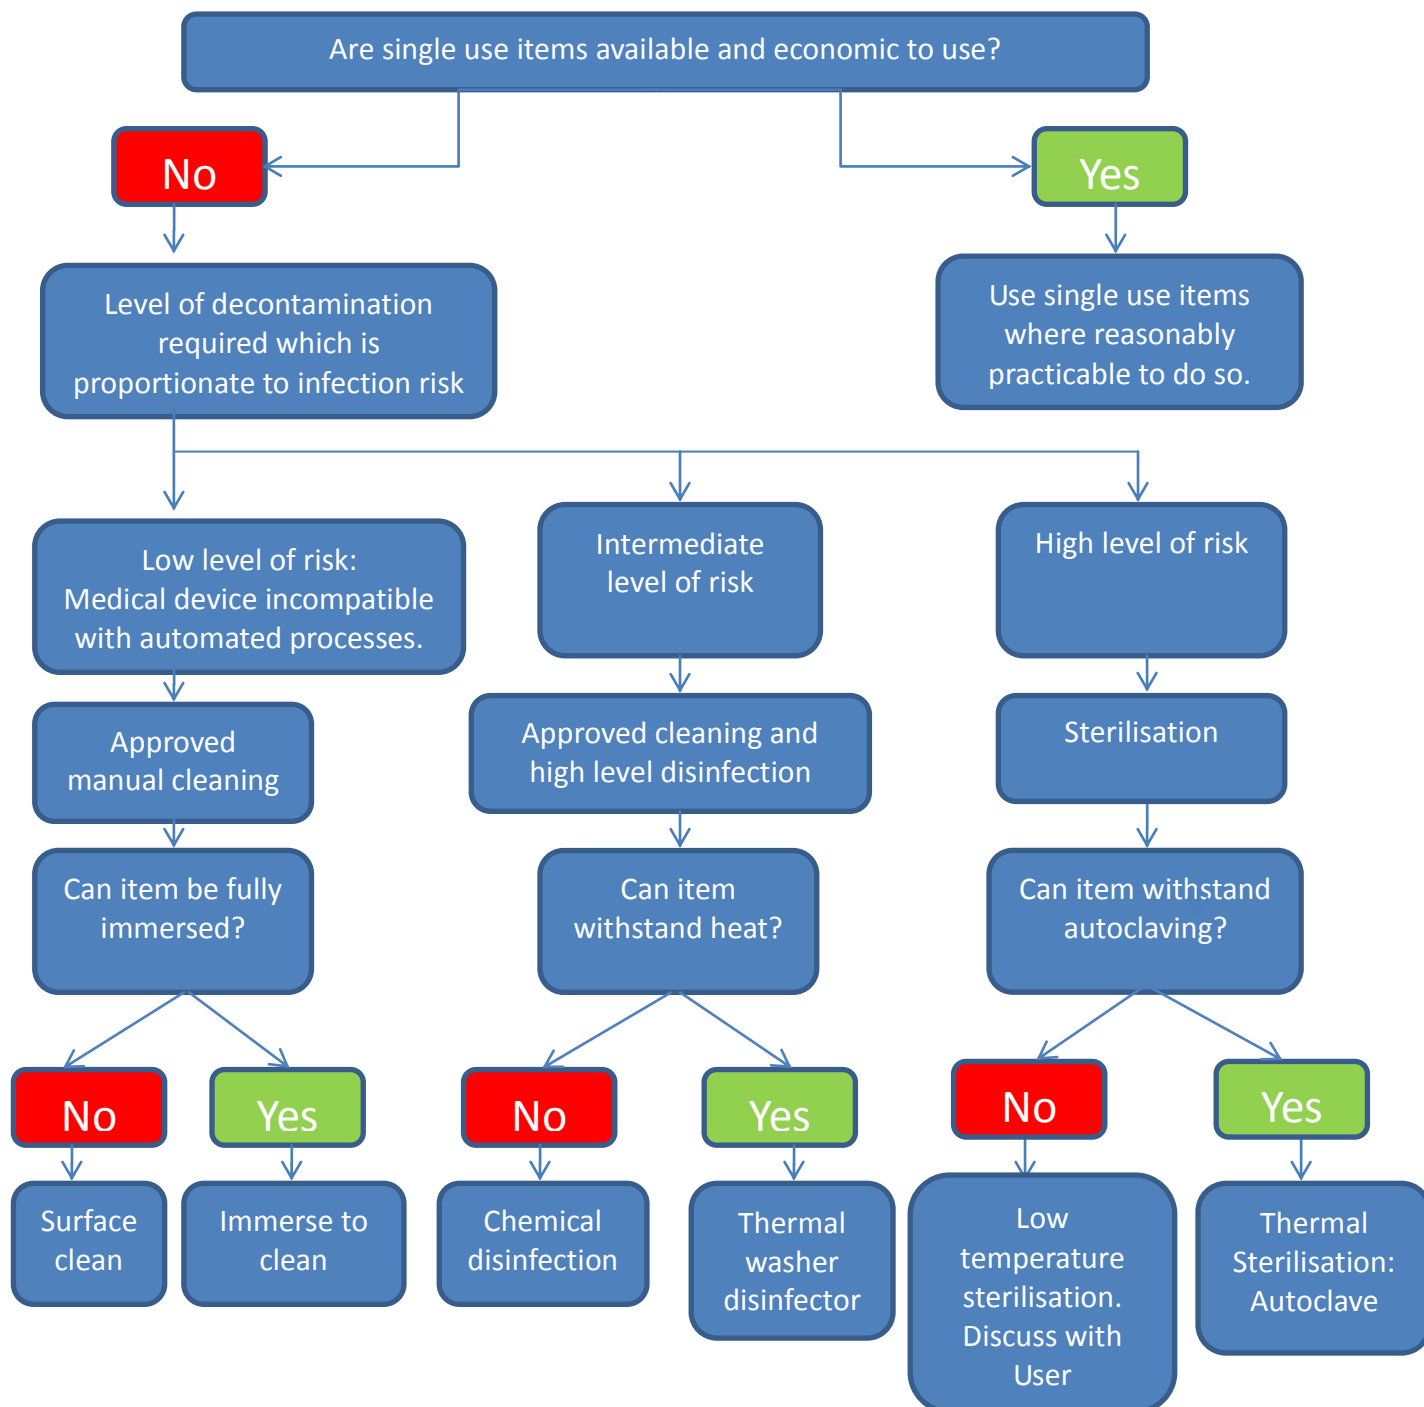 Are single use items available and economic to use?
No
Yes
Level of decontamination
required which is
proportionate to infection risk
Use single use items
where reasonably
practicable to do so.
Low level of risk:
Medical device incompatible
with automated processes.
Intermediate
level of risk
High level of risk
Approved
manual cleaning
Approved cleaning and
high level disinfection
Sterilisation
Can item be fully
immersed?
Can item
withstand heat?
Can item withstand
autoclaving?
No
Yes
No
Yes
No
Yes
Surface
clean
Immerse to
clean
Chemical
disinfection
Thermal
washer
disinfector
Low
temperature
sterilisation.
Discuss with
User
Thermal
Sterilisation:
Autoclave